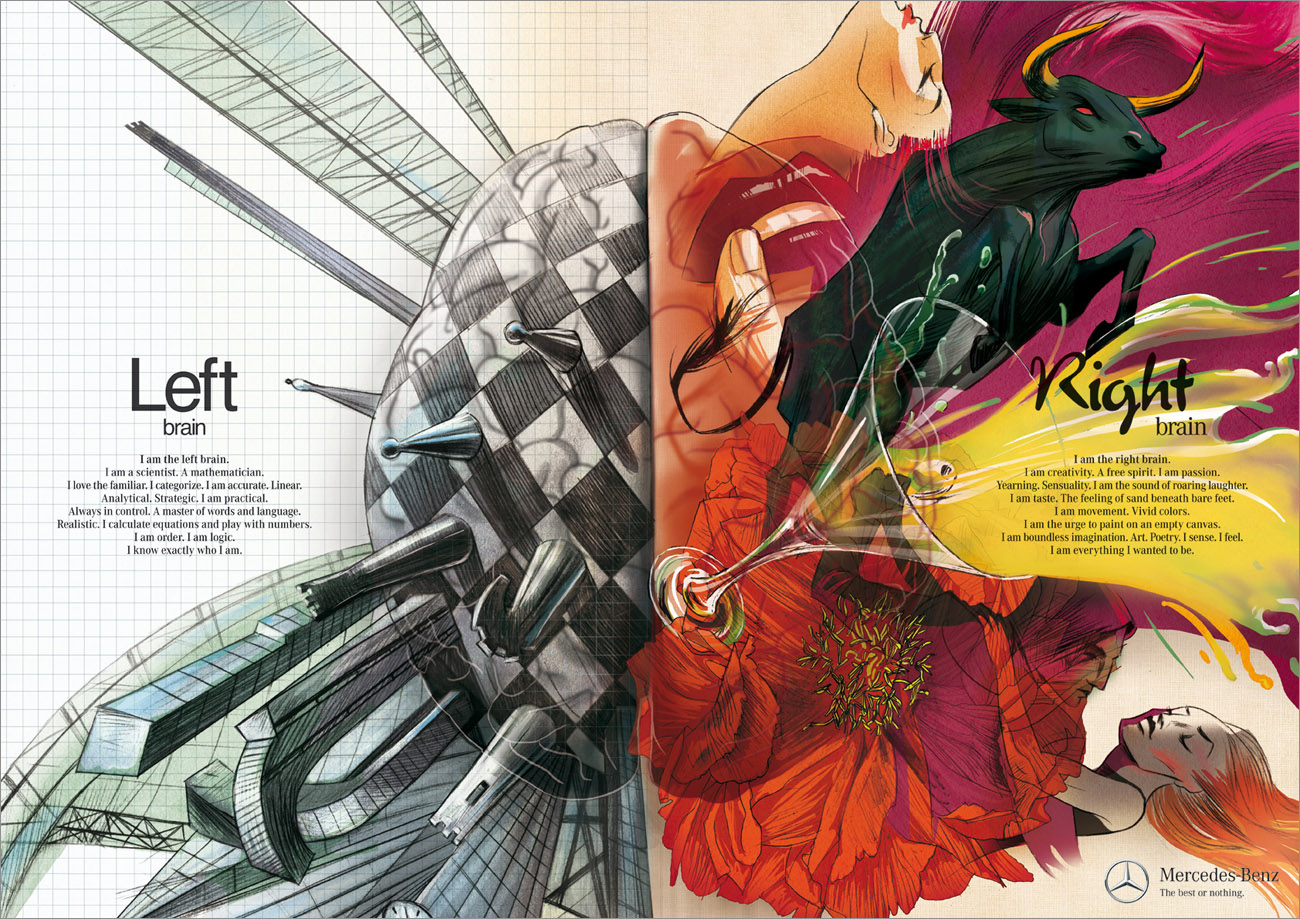 Left
brain
I am the left brain.
I am a scientist. A mathematician.
I love the familiar. I categorize. I am accurate. Linear.
Analytical. Strategic. I am practical.
Always in control. A master of words and language.
Realistic. I calculate equations and play with numbers.
I am order. I am logic.
I know exactly who I am.
Right
brain
I am the right brain.
I am creativity. A free spirit. I am passion.
Yearning. Sensuality. I am the sound of roaring laughter.
I am taste. The feeling of sand beneath bare feet.
I am movement. Vivid colors.
I am the urge to paint on an empty canvas.
I am boundless imagination. Art. Poetry. I sense. I feel.
I am everything I wanted to be.
Mercedes-Benz
The best or nothing.